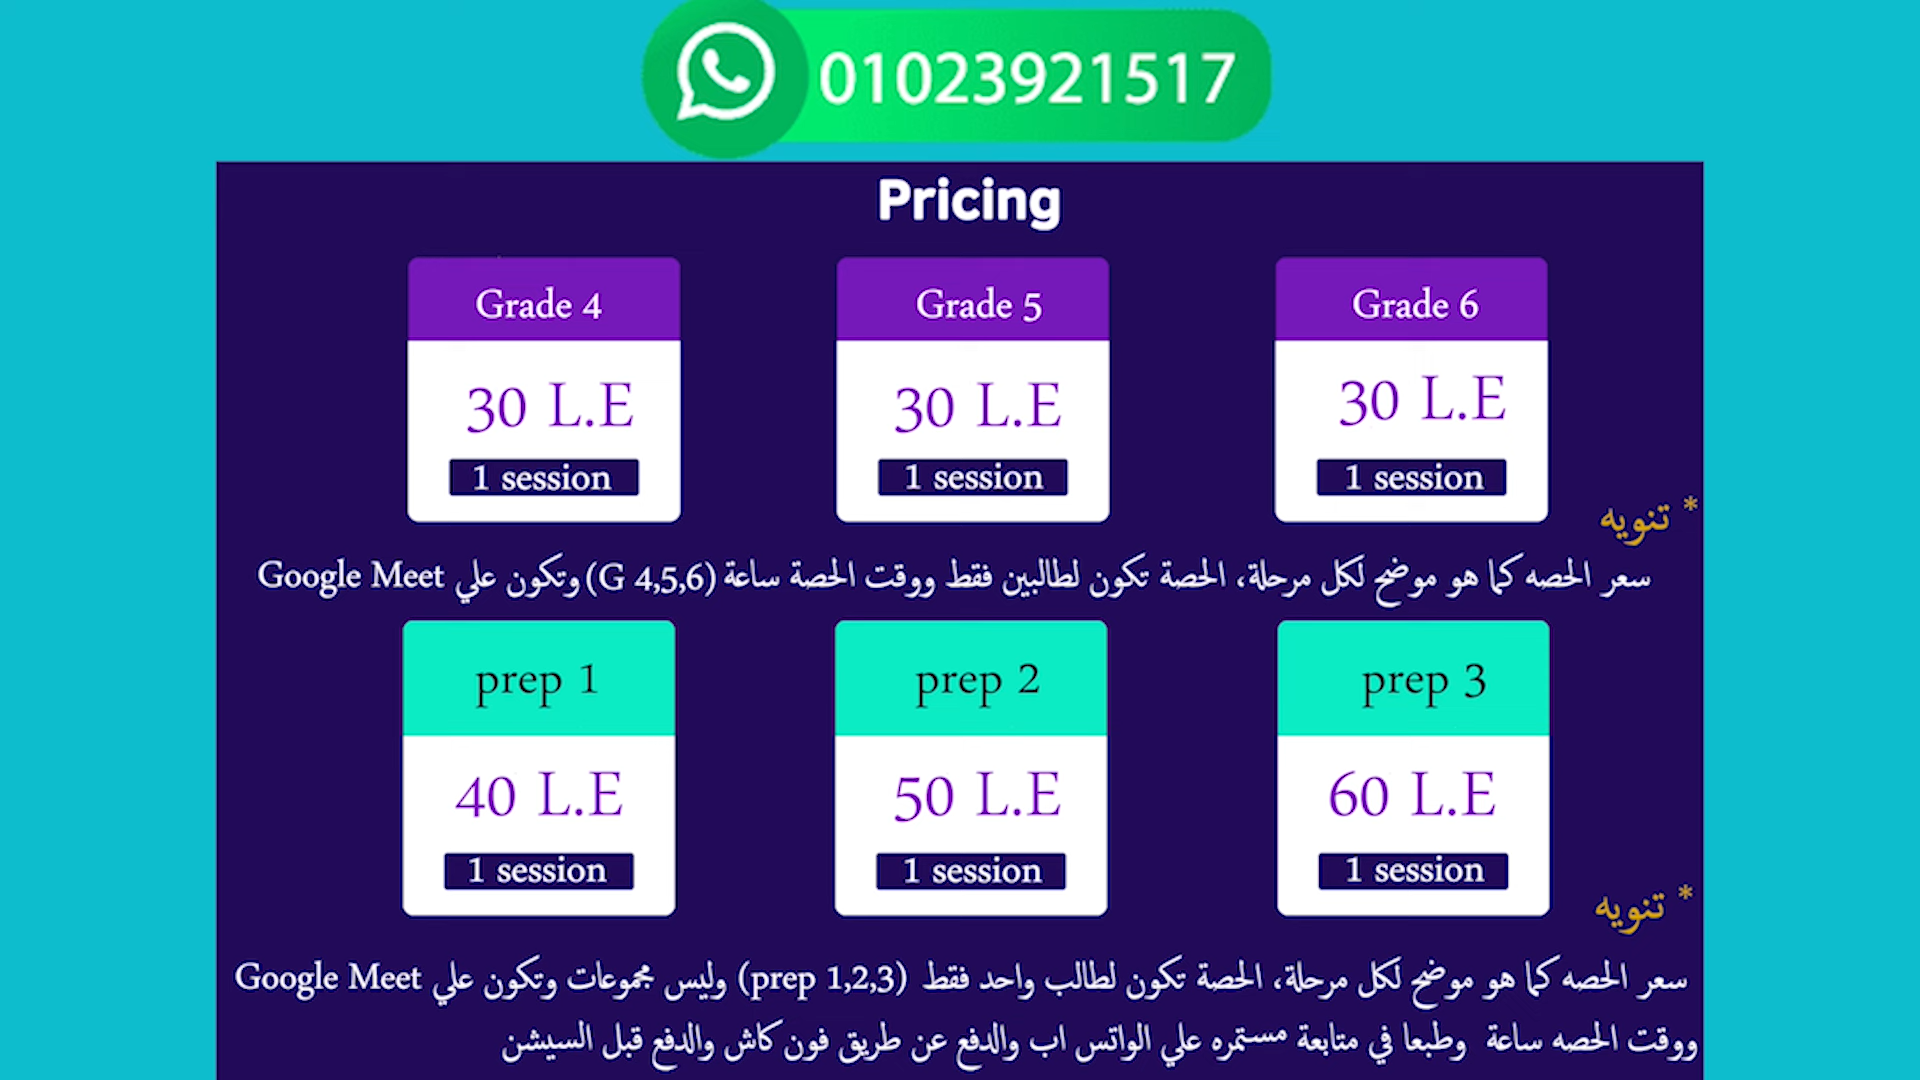 01023921517
Pricing
Grade 4
Grade 5
Grade 6
30 L.E
30 L.E
30 L.E
1 session
1 session
1 session
* تنويه
سعر الحصه كما هو موضح لكل مرحلة، الحصة تكون لطالبين فقط ووقت الحصة ساعة (G 4,5,6) وتكون علي Google Meet
prep 1
prep 2
prep 3
40 L.E
50 L.E
60 L.E
1 session
1 session
1 session
* تنويه
سعر الحصه كما هو موضح لكل مرحلة، الحصة تكون لطالب واحد فقط (prep 1,2,3) وليس مجموعات وتكون علي Google Meet
ووقت الحصه ساعة وطبعا في متابعة مستمره علي الواتس اب والدفع عن طريق فون كاش والدفع قبل السيشن